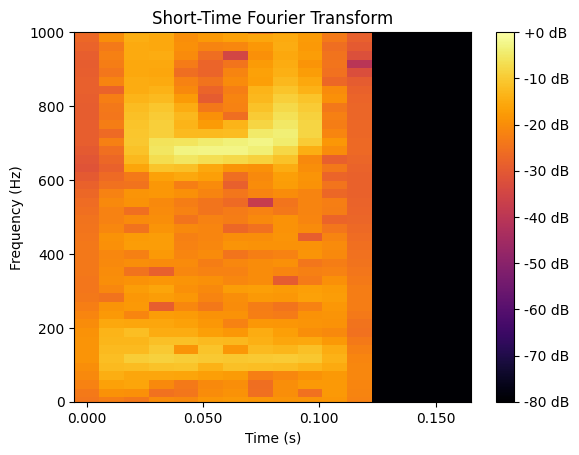 Short-Time Fourier Transform
1000
800
600
400
200
0
Frequency (Hz)
0.000
0.050
0.100
0.150
Time (s)
+0 dB
-10 dB
-20 dB
-30 dB
-40 dB
-50 dB
-60 dB
-70 dB
-80 dB